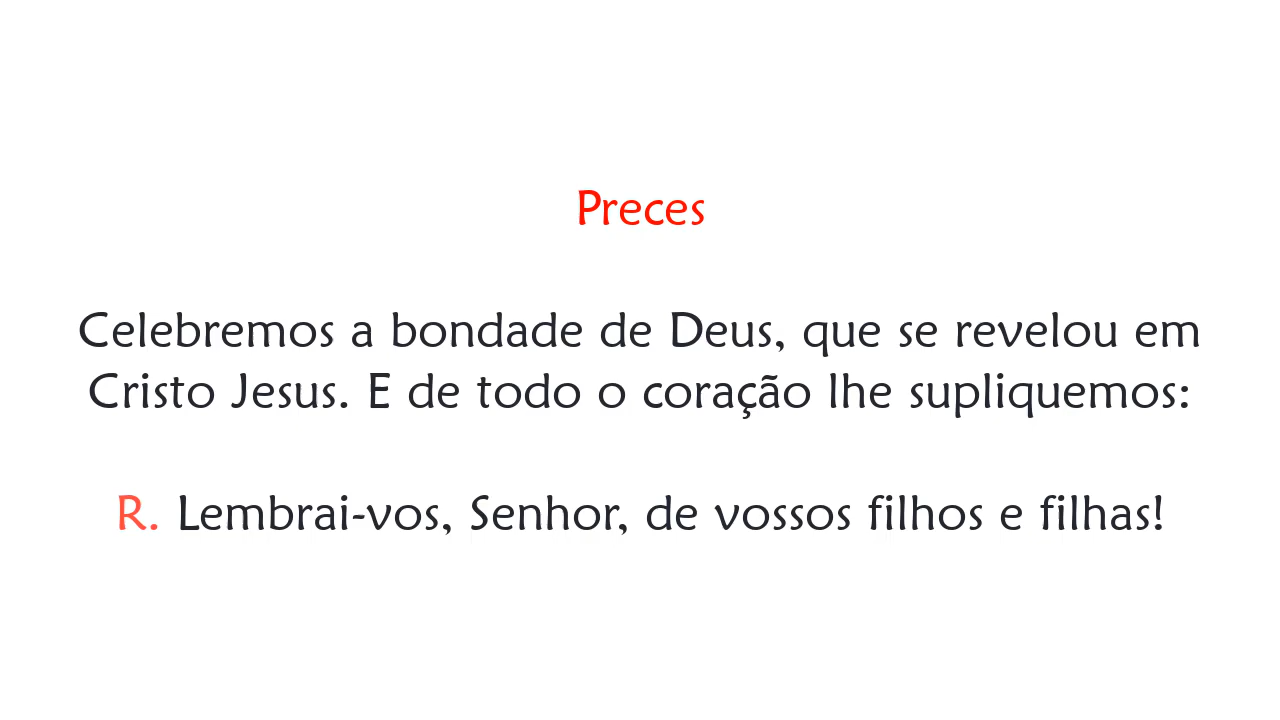 Preces
Celebremos a bondade de Deus, que se revelou em
Cristo Jesus. E de todo o coração lhe supliquemos:
R. Lembrai-vos, Senhor, de vossos filhos e filhas!